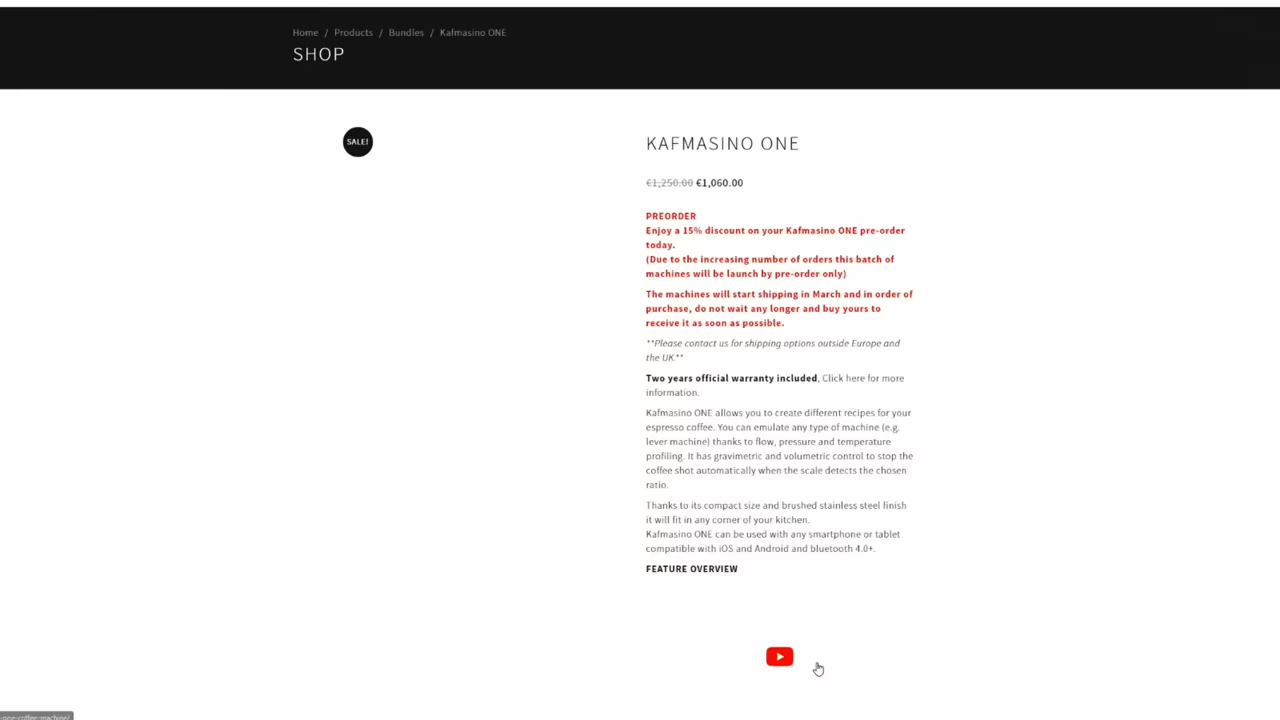 Home / Products / Bundles / Kafmasino ONE
SHOP
SALE!
KAFMASINO ONE
€1,250.00 €1,060.00
PREORDER
Enjoy a 15% discount on your Kafmasino ONE pre-order
today.
(Due to the increasing number of orders this batch of
machines will be launch by pre-order only)
The machines will start shipping in March and in order of
purchase, do not wait any longer and buy yours to
receive it as soon as possible.
**Please contact us for shipping options outside Europe and
the UK.**
Two years official warranty included, Click here for more
information.
Kafmasino ONE allows you to create different recipes for your
espresso coffee. You can emulate any type of machine (e.g.
lever machine) thanks to flow, pressure and temperature
profiling. It has gravimetric and volumetric control to stop the
coffee shot automatically when the scale detects the chosen
ratio.
Thanks to its compact size and brushed stainless steel finish
it will fit in any corner of your kitchen.
Kafmasino ONE can be used with any smartphone or tablet
compatible with iOS and Android and bluetooth 4.0+.
FEATURE OVERVIEW
-one-coffee-machine/